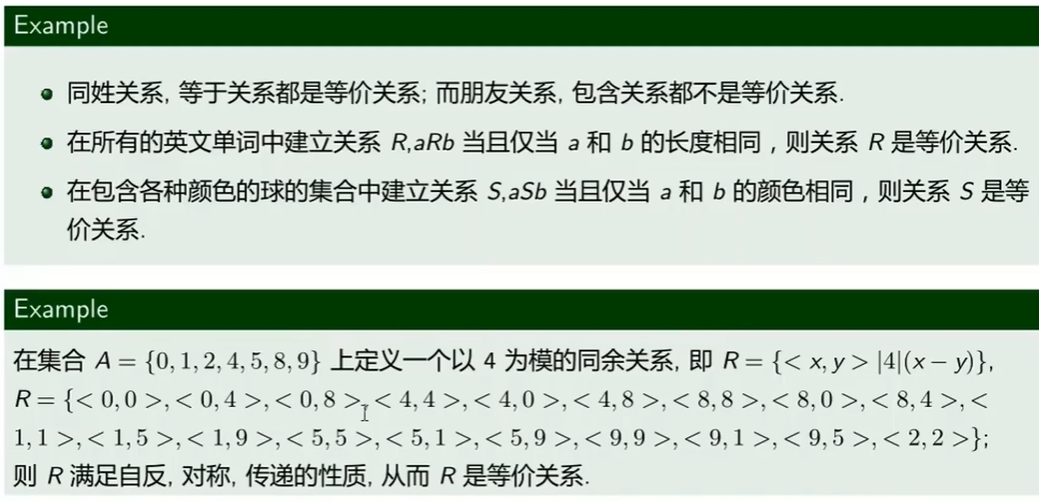 Example
同姓关系, 等于关系都是等价关系; 而朋友关系, 包含关系都不是等价关系.
在所有的英文单词中建立关系 R,aRb 当且仅当 a 和 b 的长度相同，则关系 R 是等价关系.
在包含各种颜色的球的集合中建立关系 S,aSb 当且仅当 a 和 b 的颜色相同，则关系 S 是等
价关系.
Example
在集合 A = {0, 1, 2, 4, 5, 8, 9} 上定义一个以 4 为模的同余关系, 即 R = {< x, y > |4|(x − y)},
R = {< 0, 0 >, < 0, 4 >, < 0, 8 >, < 4, 4 >, < 4, 0 >, < 4, 8 >, < 8, 8 >, < 8, 0 >, < 8, 4 >, <
1, 1 >, < 1, 5 >, < 1, 9 >, < 5, 5 >, < 5, 1 >, < 5, 9 >, < 9, 9 >, < 9, 1 >, < 9, 5 >, < 2, 2 >};
则 R 满足自反, 对称, 传递的性质, 从而 R 是等价关系.